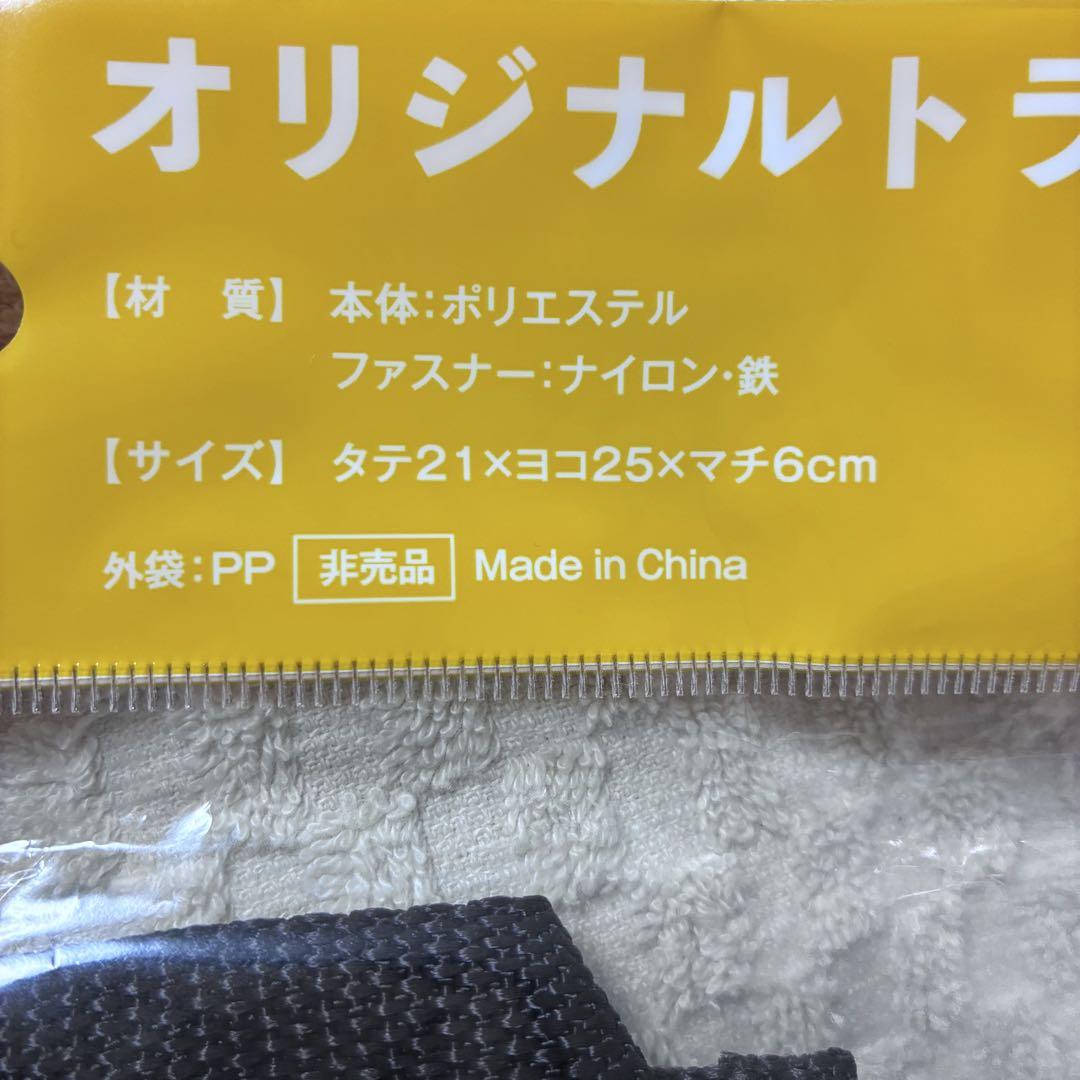 オリジナルトラ
【材　質】 本体:ポリエステル
ファスナー:ナイロン・鉄
【サイズ】 タテ21×ヨコ25×マチ6cm
外袋:PP 非売品 Made in China